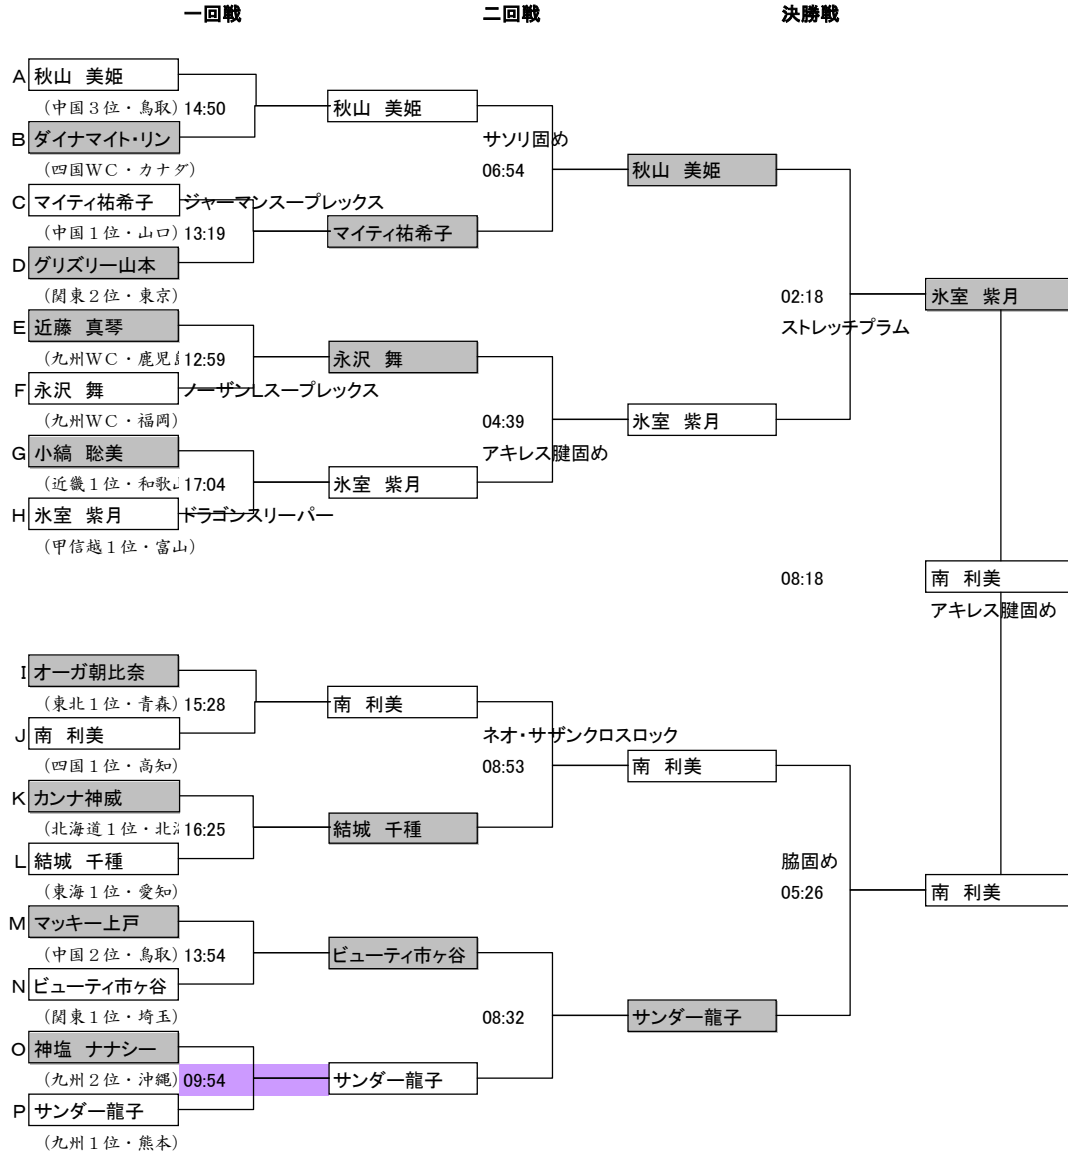 一回戦 二回戦 決勝戦
A 秋山 美姫
(中国3位・鳥取) 14:50 秋山 美姫
B ダイナマイト・リン サソリ固め
(四国WC・カナダ) 06:54 秋山 美姫
C マイティ祐希子 ジャーマンスープレックス
(中国1位・山口) 13:19 マイティ祐希子
D グリズリー山本
(関東2位・東京) 02:18 氷室 紫月
E 近藤 真琴 ストレッチプラム
(九州WC・鹿児島 12:59 永沢 舞
F 永沢 舞 ノーザンLスープレックス
(九州WC・福岡) 04:39 氷室 紫月
G 小縞 聡美 アキレス腱固め
(近畿1位・和歌山 17:04 氷室 紫月
H 氷室 紫月 ドラゴンスリーパー
(甲信越1位・富山)
08:18 南 利美
アキレス腱固め
I オーガ朝比奈
(東北1位・青森) 15:28 南 利美
J 南 利美 ネオ・サザンクロスロック
(四国1位・高知) 08:53 南 利美
K カンナ神威
(北海道1位・北海 16:25 結城 千種
L 結城 千種 脇固め
(東海1位・愛知) 05:26 南 利美
M マッキー上戸
(中国2位・鳥取) 13:54 ビューティ市ヶ谷
N ビューティ市ヶ谷
(関東1位・埼玉) 08:32 サンダー龍子
O 神塩 ナナシー
(九州2位・沖縄) 09:54 サンダー龍子
P サンダー龍子
(九州1位・熊本)